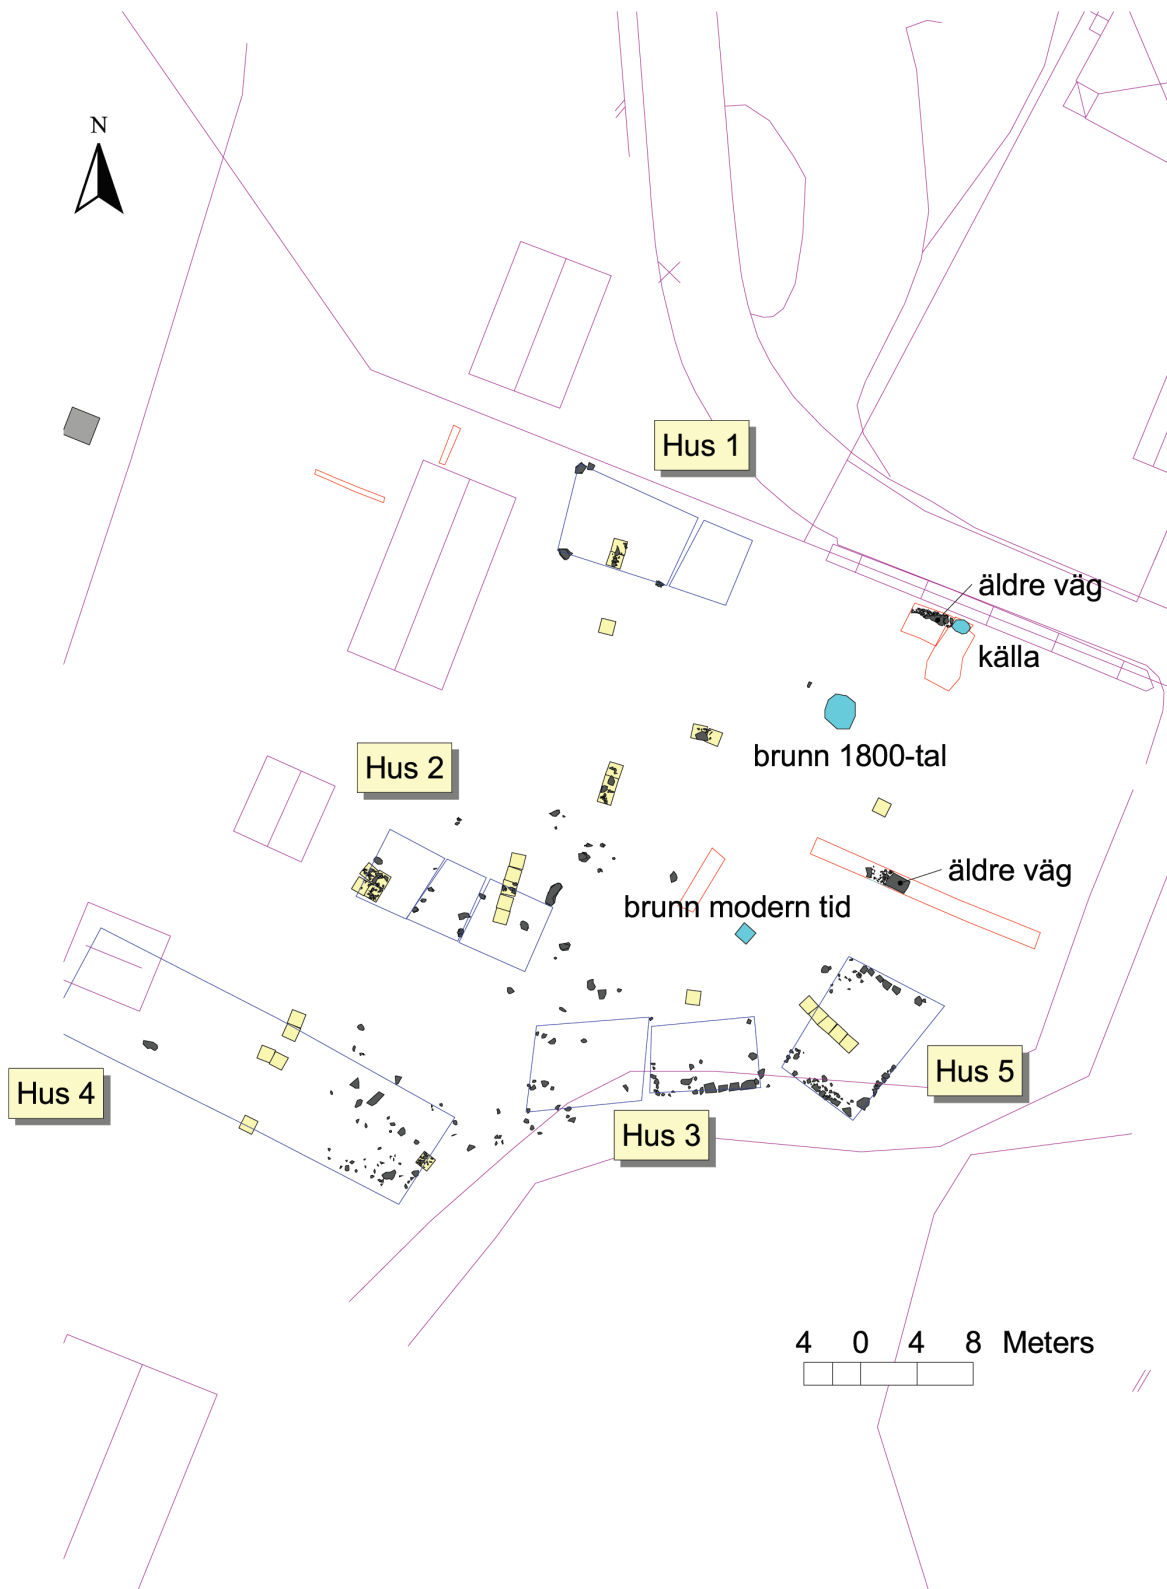 N
Hus 1
äldre väg
källa
brunn 1800-tal
Hus 2
äldre väg
brunn modern tid
Hus 5
Hus 4
Hus 3
4 0 4 8 Meters